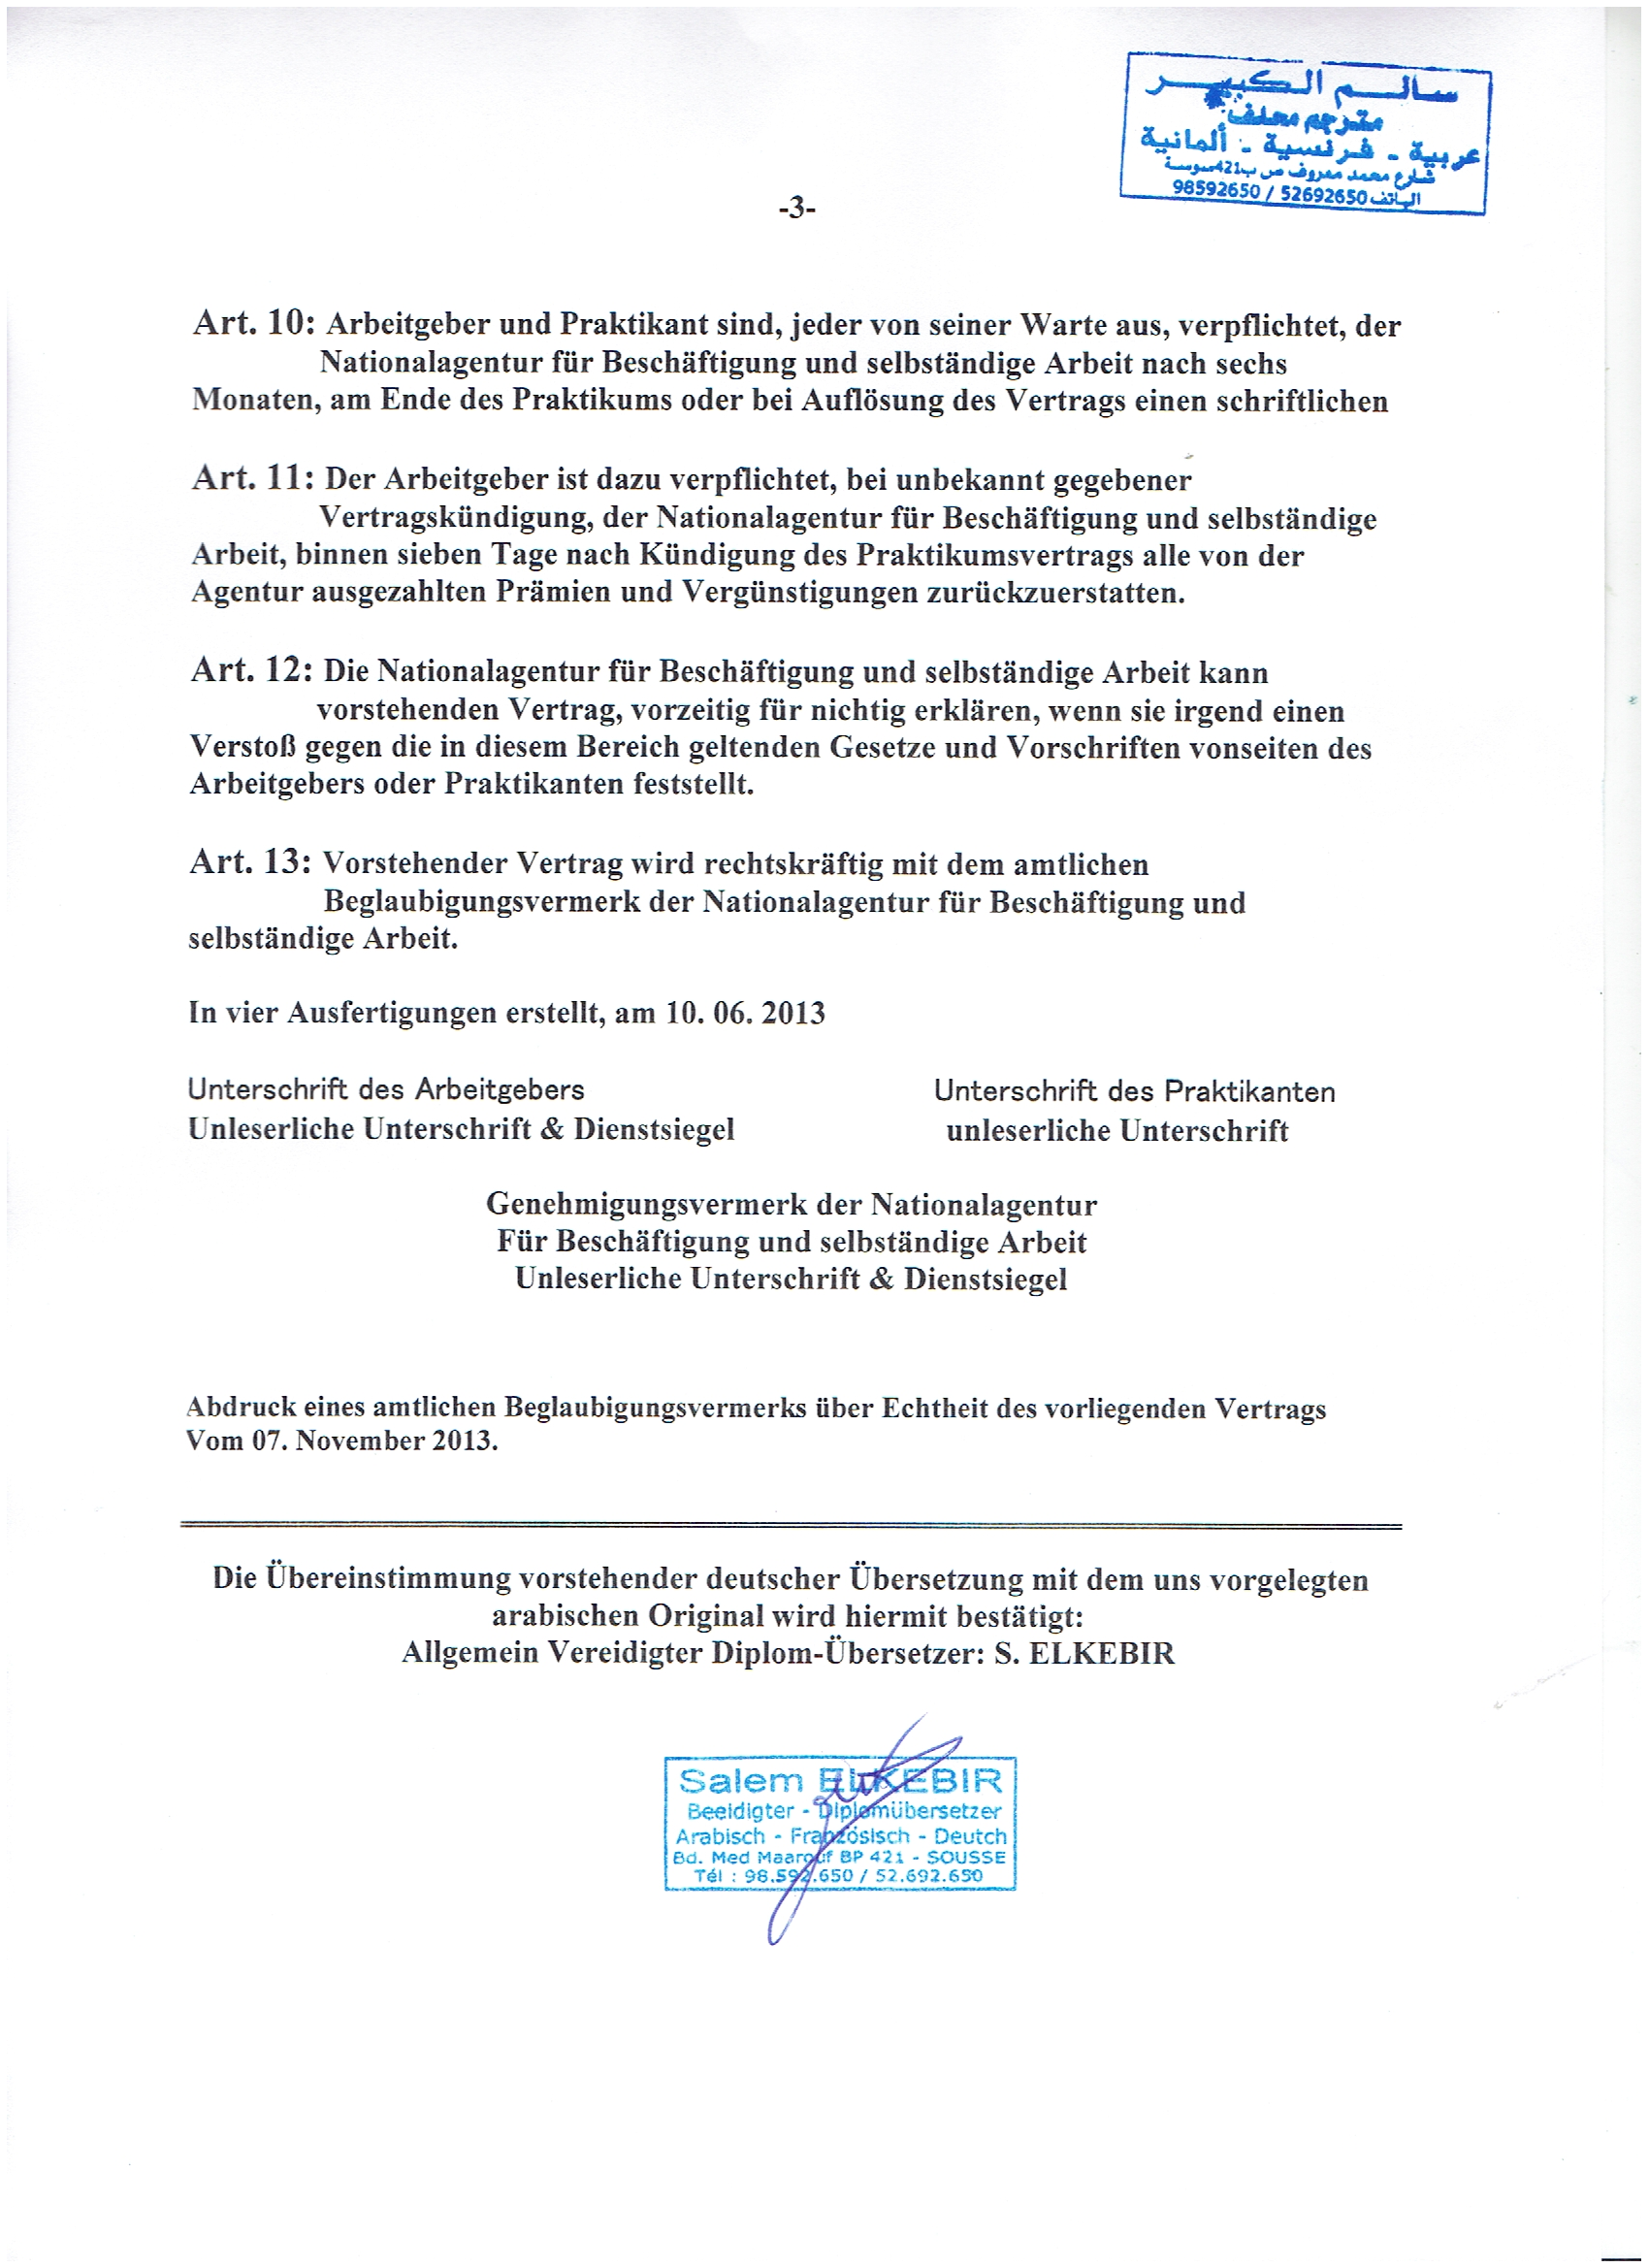 سالم الكبير
مترجم محلف
عربية - فرنسية - ألمانية
شارع محمد معروف ص ب421سوسة
الهاتف52692650 / 98592650
-3-
Art. 10: Arbeitgeber und Praktikant sind, jeder von seiner Warte aus, verpflichtet, der
Nationalagentur für Beschäftigung und selbständige Arbeit nach sechs
Monaten, am Ende des Praktikums oder bei Auflösung des Vertrags einen schriftlichen
Art. 11: Der Arbeitgeber ist dazu verpflichtet, bei unbekannt gegebener
Vertragskündigung, der Nationalagentur für Beschäftigung und selbständige
Arbeit, binnen sieben Tage nach Kündigung des Praktikumsvertrags alle von der
Agentur ausgezahlten Prämien und Vergünstigungen zurückzuerstatten.
Art. 12: Die Nationalagentur für Beschäftigung und selbständige Arbeit kann
vorstehenden Vertrag, vorzeitig für nichtig erklären, wenn sie irgend einen
Verstoß gegen die in diesem Bereich geltenden Gesetze und Vorschriften vonseiten des
Arbeitgebers oder Praktikanten feststellt.
Art. 13: Vorstehender Vertrag wird rechtskräftig mit dem amtlichen
Beglaubigungsvermerk der Nationalagentur für Beschäftigung und
selbständige Arbeit.
In vier Ausfertigungen erstellt, am 10. 06. 2013
Unterschrift des Arbeitgebers Unterschrift des Praktikanten
Unleserliche Unterschrift & Dienstsiegel unleserliche Unterschrift
Genehmigungsvermerk der Nationalagentur
Für Beschäftigung und selbständige Arbeit
Unleserliche Unterschrift & Dienstsiegel
Abdruck eines amtlichen Beglaubigungsvermerks über Echtheit des vorliegenden Vertrags
Vom 07. November 2013.
Die Übereinstimmung vorstehender deutscher Übersetzung mit dem uns vorgelegten
arabischen Original wird hiermit bestätigt:
Allgemein Vereidigter Diplom-Übersetzer: S. ELKEBIR
Salem ELKEBIR
Beeidigter - Diplomübersetzer
Arabisch - Französisch - Deutch
Bd. Med Maarouf BP 421 - SOUSSE
Tél : 98.592.650 / 52.692.650